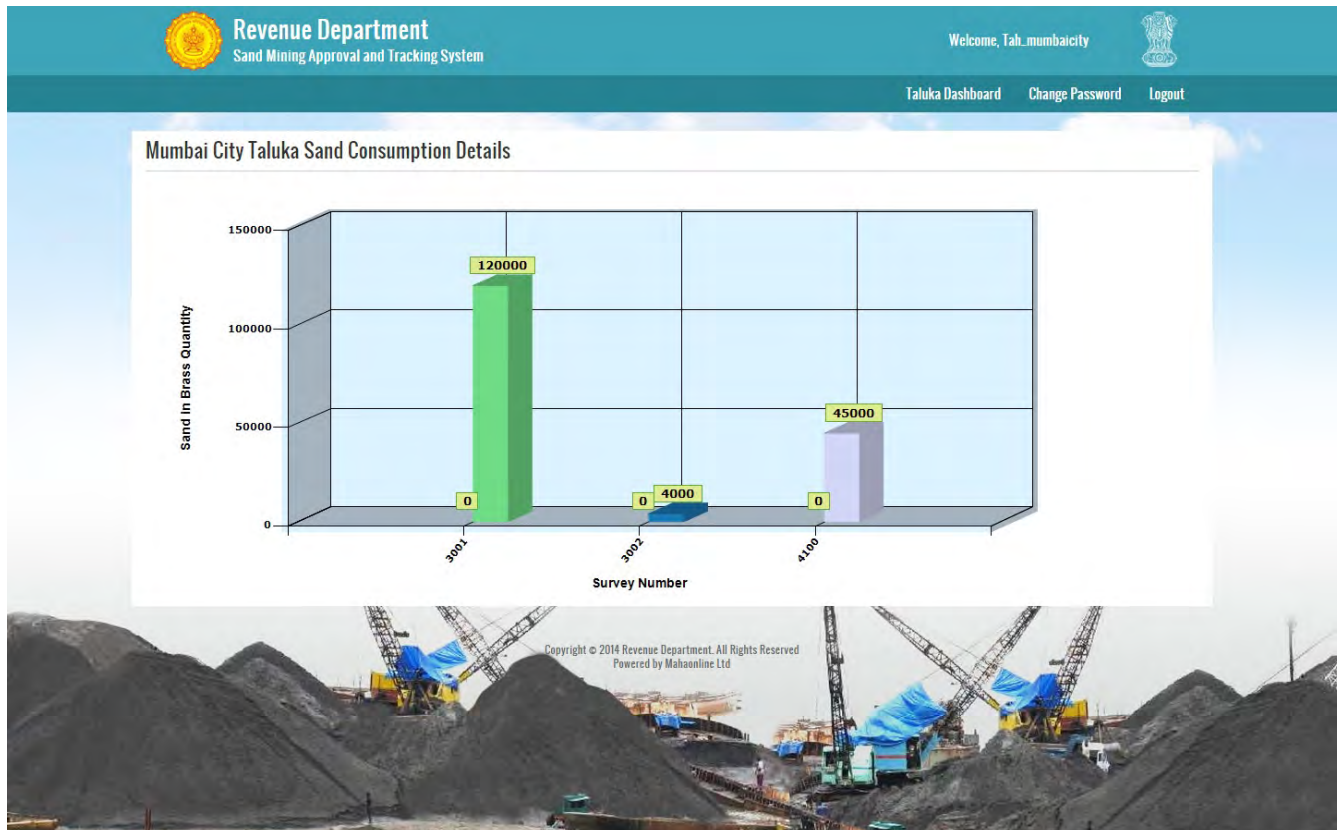 Revenue Department
Sand Mining Approval and Tracking System
Welcome, Tah_mumbaicity
Taluka Dashboard Change Password Logout
Mumbai City Taluka Sand Consumption Details
Sand In Brass Quantity
150000
100000
50000
0
120000
0
4000
0
45000
0
3001
3002
4100
Survey Number
Copyright © 2014 Revenue Department. All Rights Reserved
Powered by Mahaonline Ltd